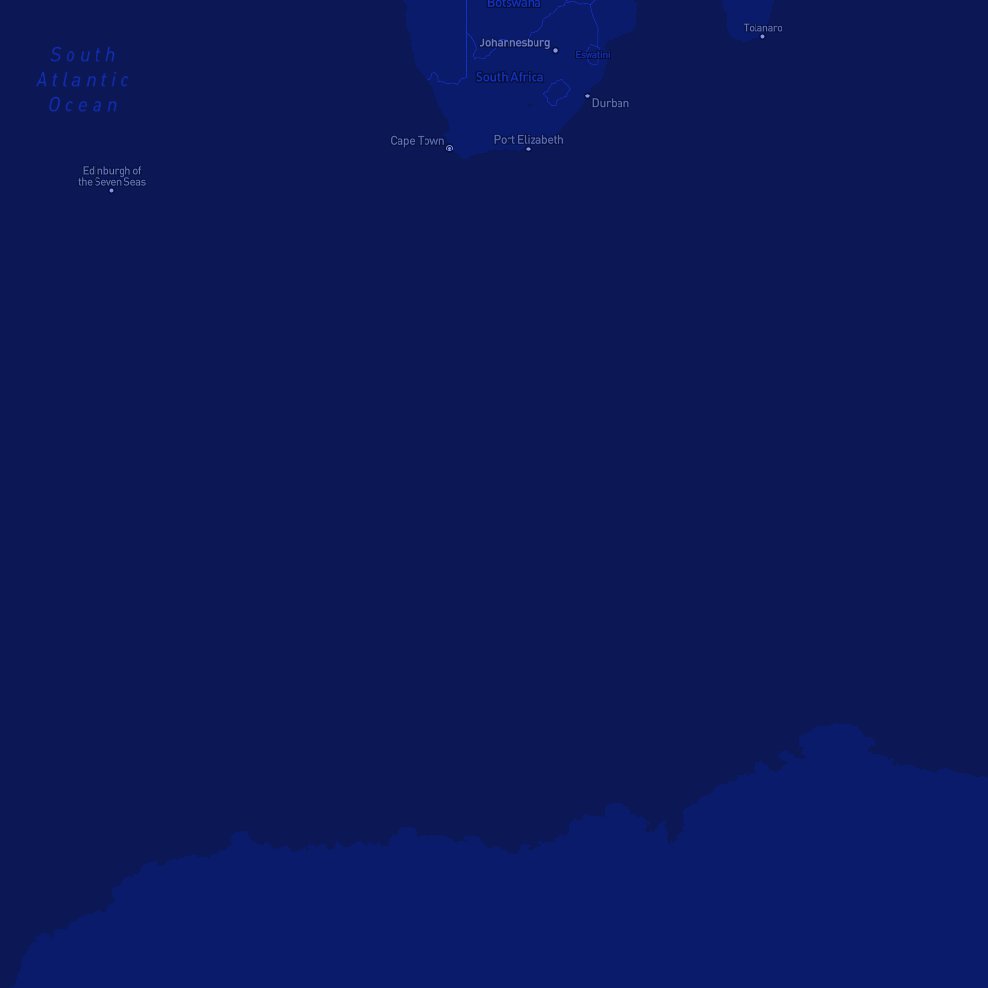 Botswana
Tolanaro
Johannesburg
South
Atlantic
Ocean
Eswatini
South Africa
Durban
Cape Town
Port Elizabeth
Edinburgh of
the Seven Seas